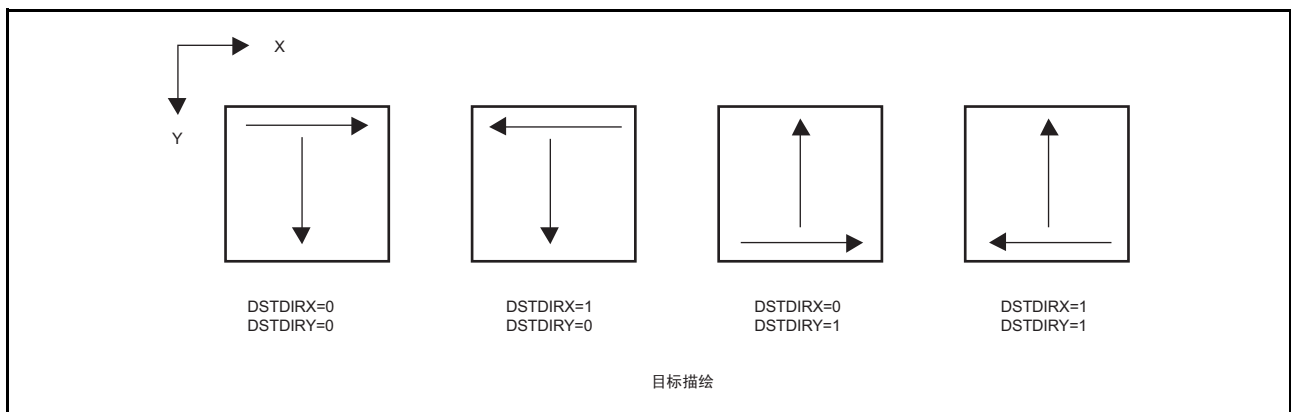 X
Y
DSTDIRX=0
DSTDIRY=0
DSTDIRX=1
DSTDIRY=0
DSTDIRX=0
DSTDIRY=1
DSTDIRX=1
DSTDIRY=1
目标描绘